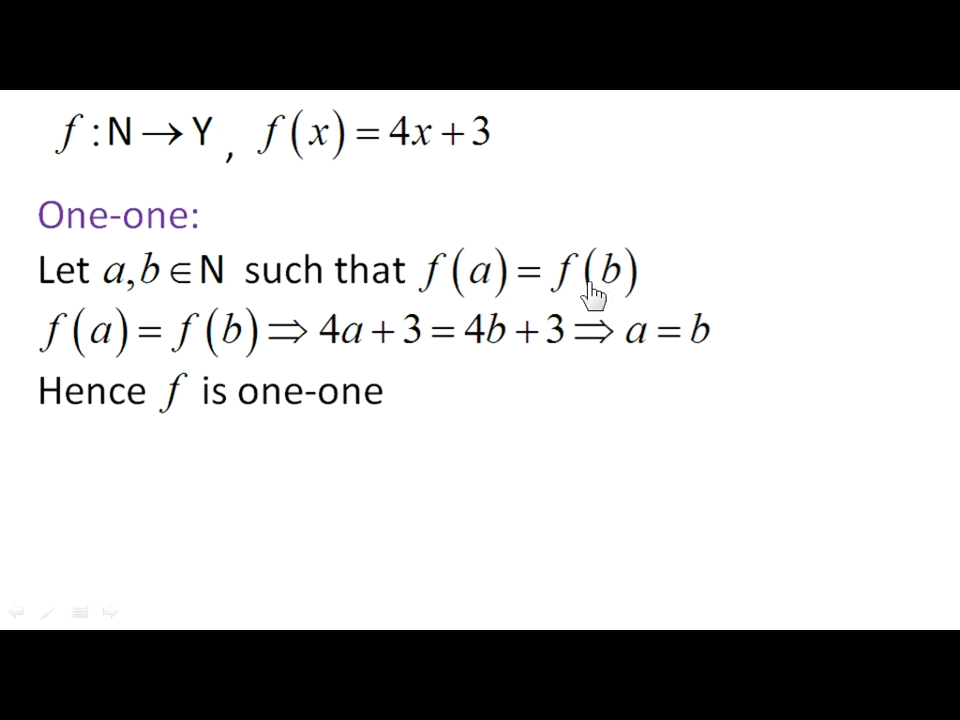 f : N → Y , f(x) = 4x + 3
One-one:
Let a, b ∈ N such that f(a) = f(b)
f(a) = f(b) ⇒ 4a + 3 = 4b + 3 ⇒ a = b
Hence f is one-one